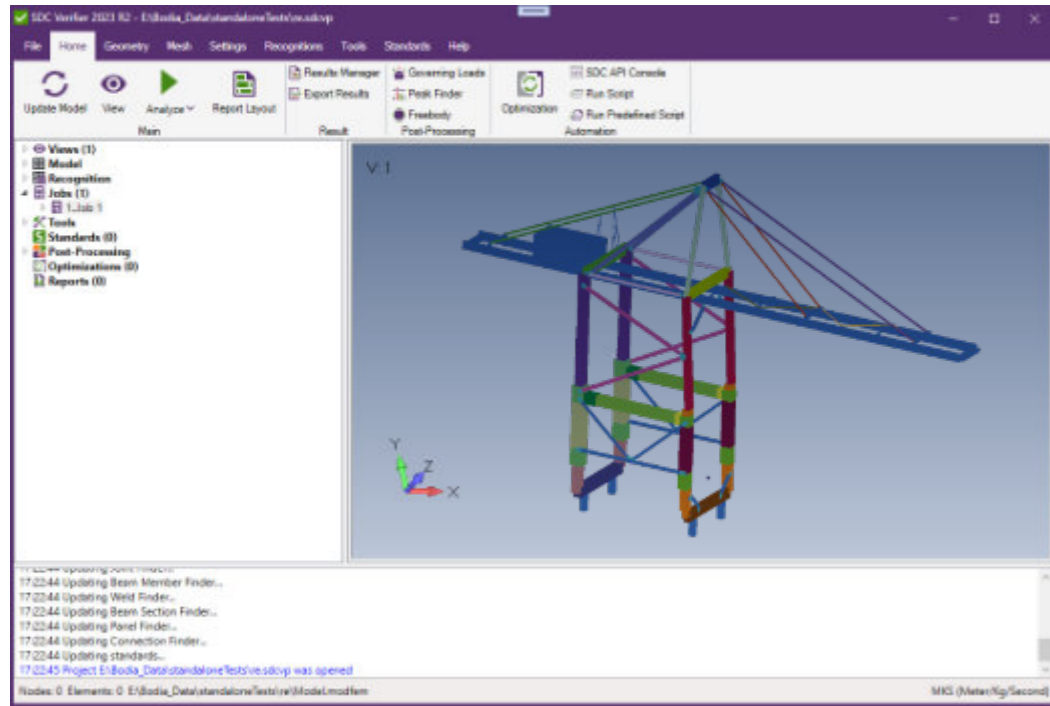 SDC Verifier 2023 R2 - E:\Bodia_Data\standaloneTests\re.sdcvp
File Home Geometry Mesh Settings Recognitions Tools Standards Help
Update Model View Analyze Report Layout
Results Manager
Export Results
Governing Loads
Peak Finder
Freebody
Optimization
SDC API Console
Run Script
Run Predefined Script
Main Result Post-Processing Automation
Views (1)
Model
Recognition
Jobs (1)
1..Job 1
Tools
Standards (0)
Post-Processing
Optimizations (0)
Reports (0)
V: 1
Y
Z
X
17:22:44 Updating Joint Finder...
17:22:44 Updating Beam Member Finder...
17:22:44 Updating Weld Finder...
17:22:44 Updating Beam Section Finder...
17:22:44 Updating Panel Finder...
17:22:44 Updating Connection Finder...
17:22:44 Updating standards...
17:22:45 Project E:\Bodia_Data\standaloneTests\re.sdcvp was opened
Nodes: 0 Elements: 0 E:\Bodia_Data\standaloneTests\re\Model.modfem MKS (Meter/Kg/Second)